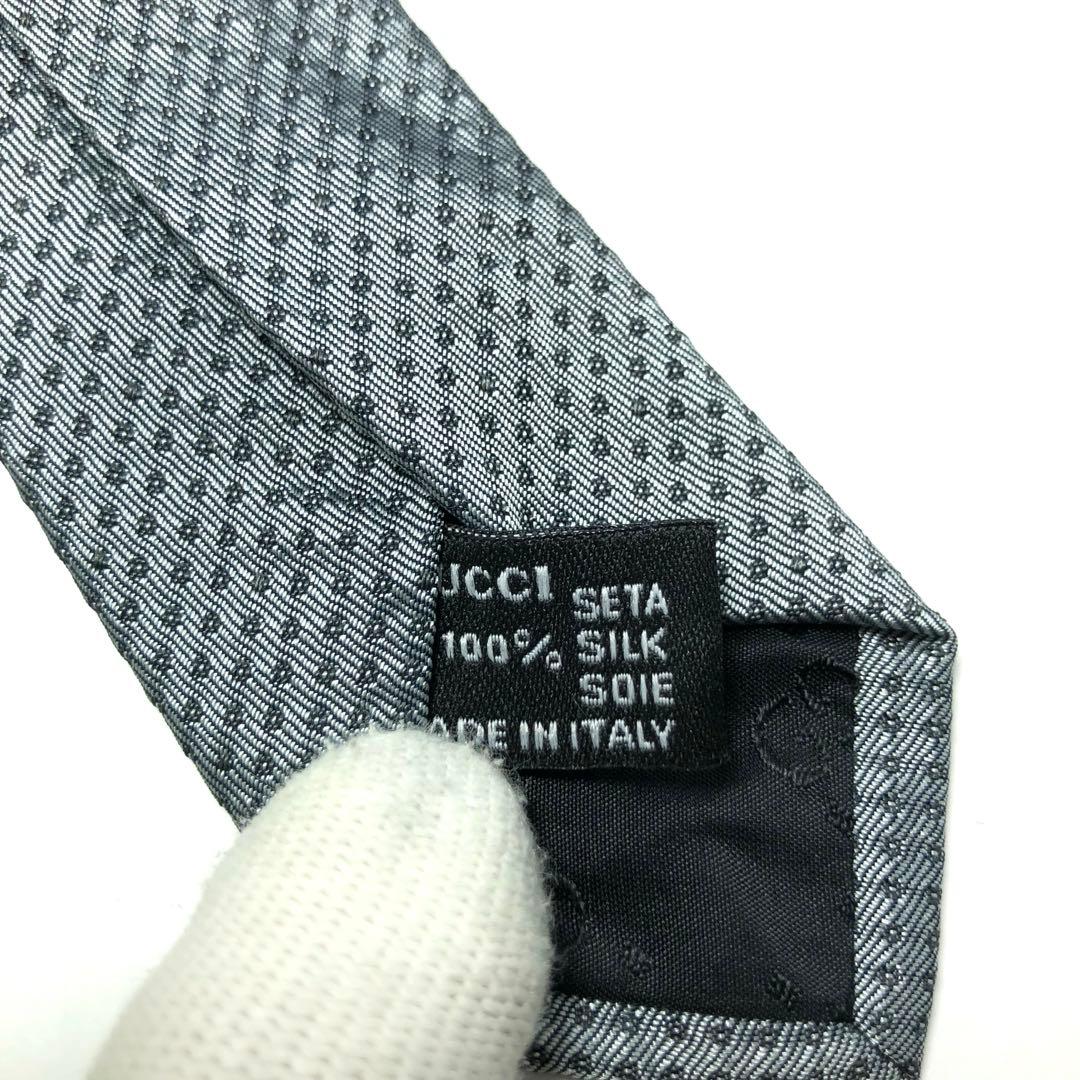 UCCI
SETA
100% SILK
SOIE
ADE IN ITALY